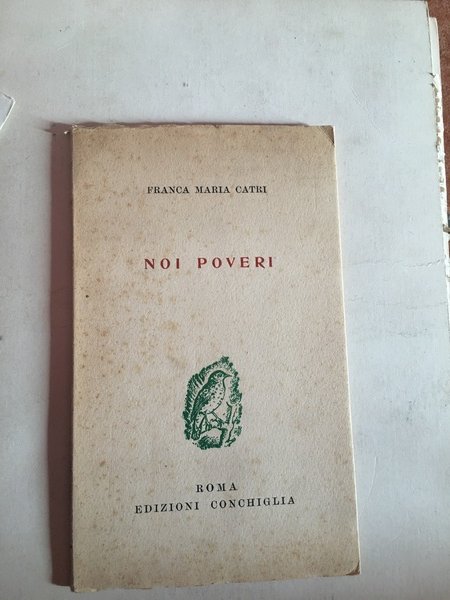 FRANCA MARIA CATRI
NOI POVERI
ROMA
EDIZIONI CONCHIGLIA